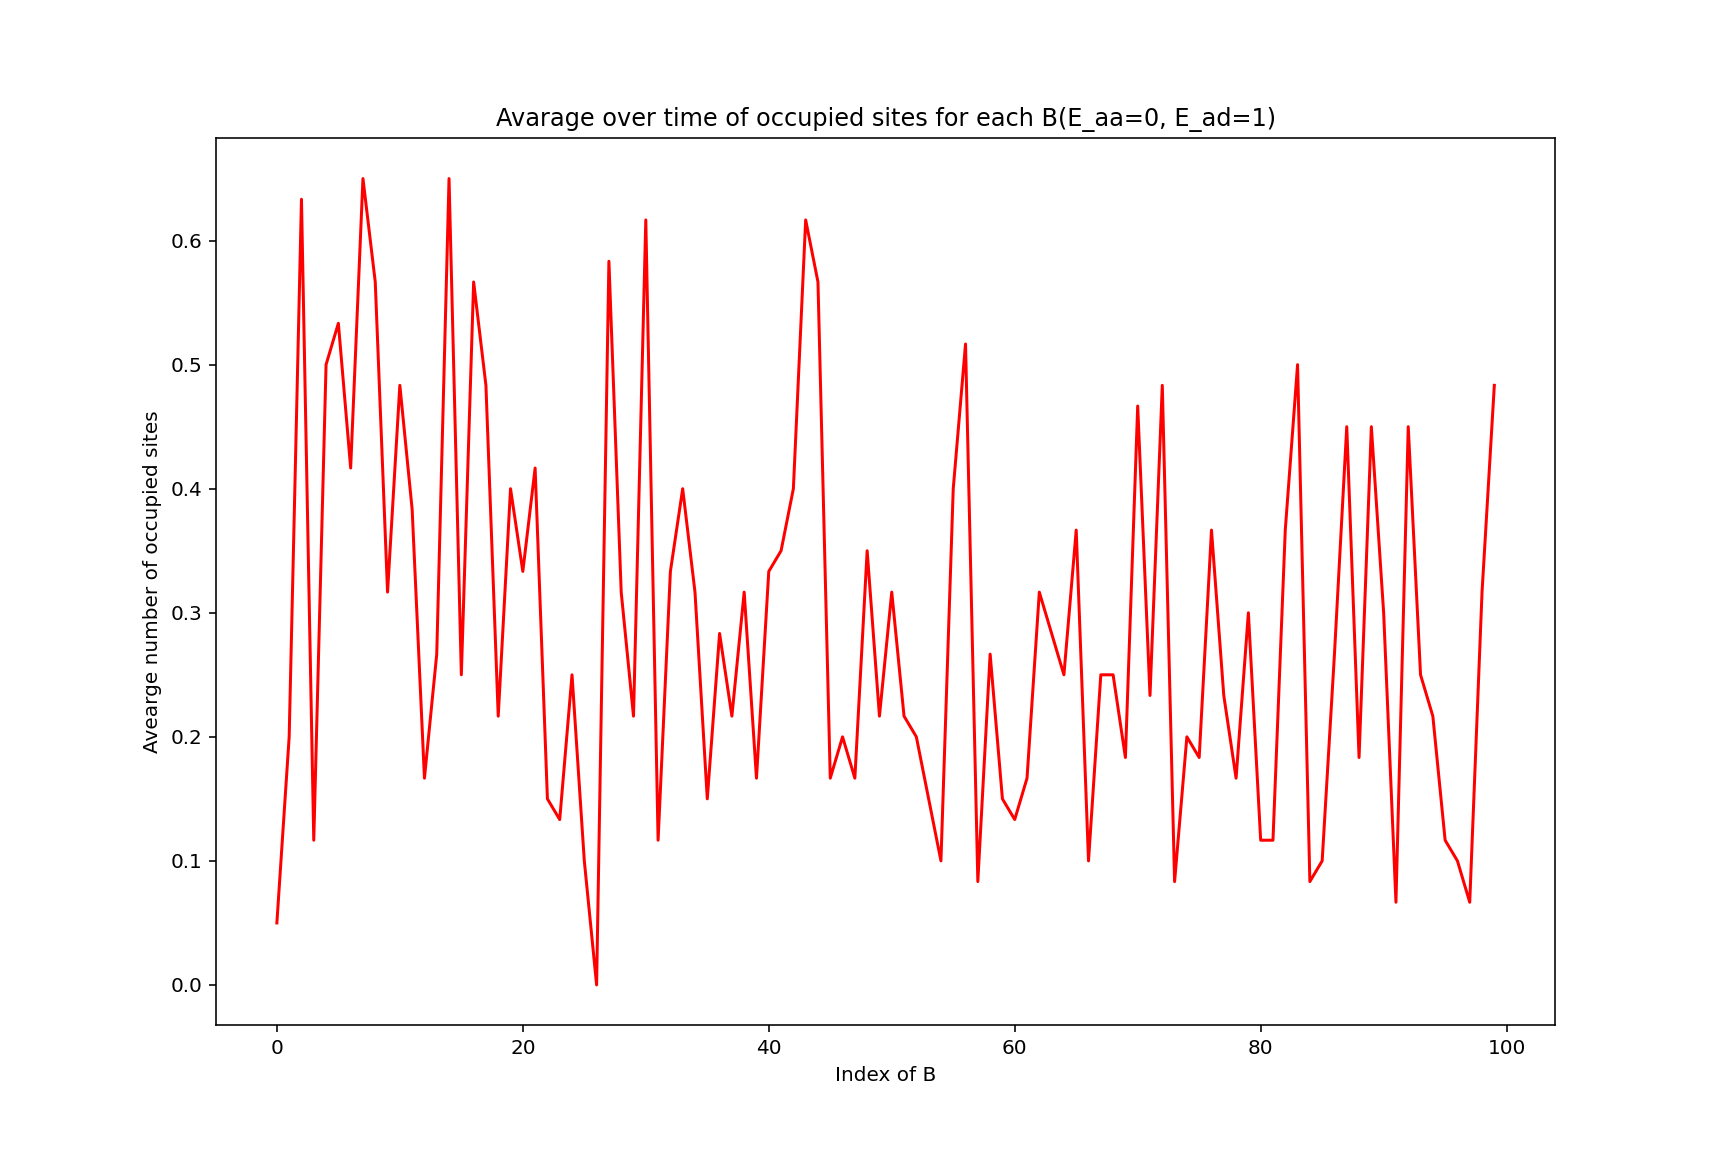 Avarage over time of occupied sites for each B(E_aa=0, E_ad=1)
Avearge number of occupied sites
0.6
0.5
0.4
0.3
0.2
0.1
0.0
0 20 40 60 80 100
Index of B